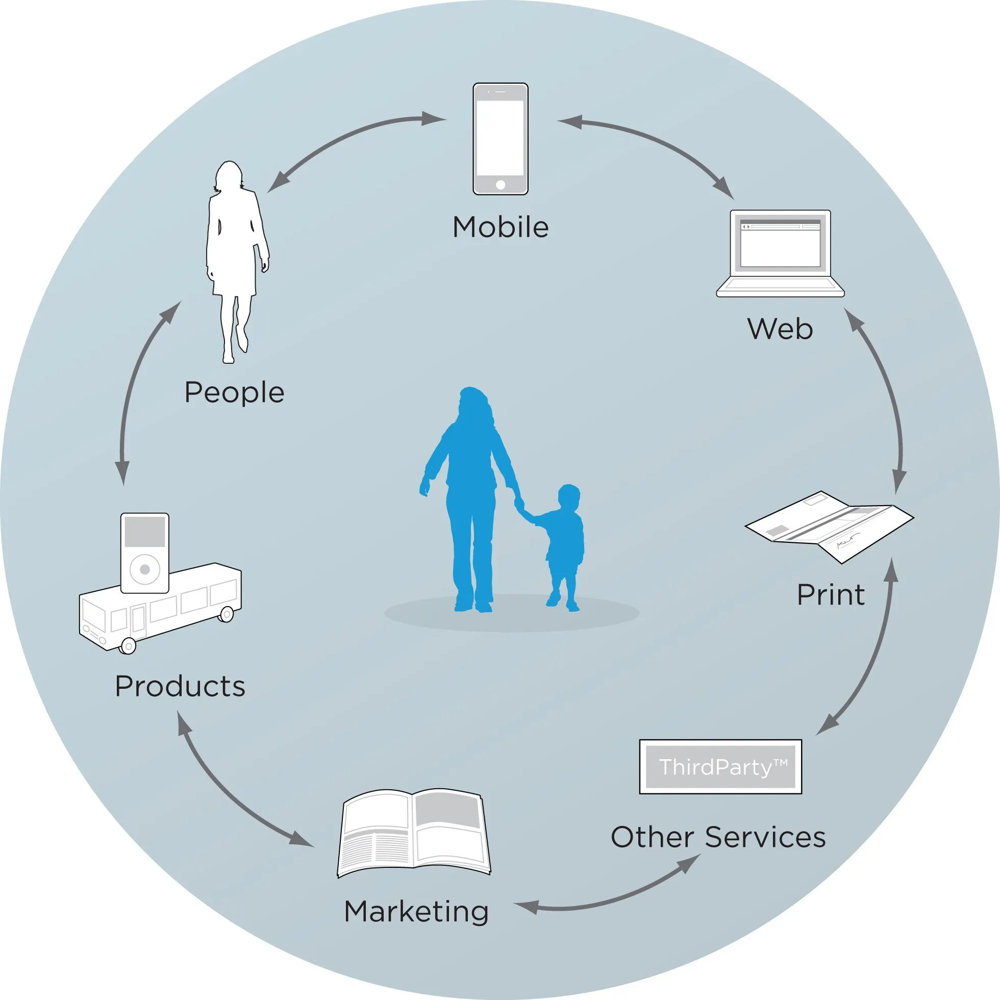 Mobile
Web
People
Print
Products
ThirdParty™
Other Services
Marketing